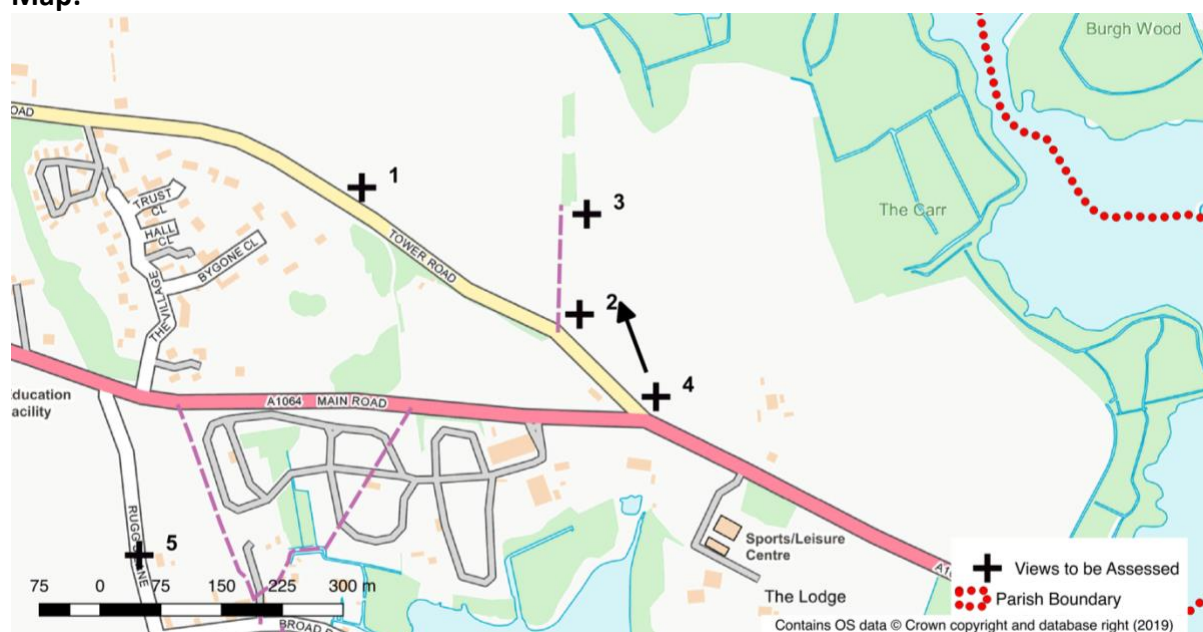 Map:
Burgh Wood
OAD
1
TRUST
CL
3
HALL
CL
The Carr
BYGONE CL
TOWER ROAD
THE VILLAGE
2
4
ducation
acility
A1064 MAIN ROAD
RUGG
NE
5
Sports/Leisure
Centre
75 0 75 150 225 300 m
The Lodge
BROAD
Views to be Assessed
Parish Boundary
Contains OS data © Crown copyright and database right (2019)